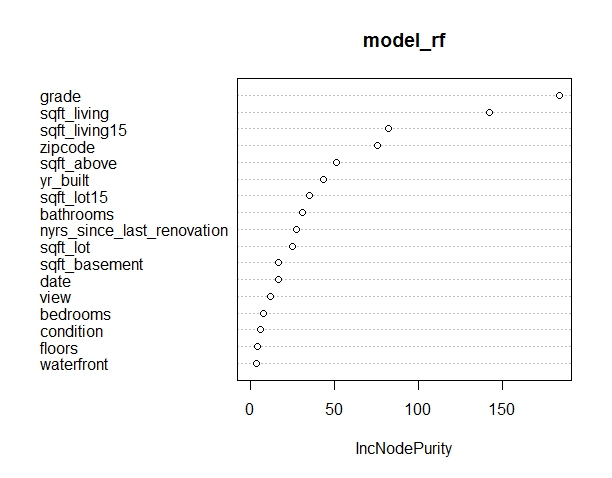 model_rf
grade
sqft_living
sqft_living15
zipcode
sqft_above
yr_built
sqft_lot15
bathrooms
nyrs_since_last_renovation
sqft_lot
sqft_basement
date
view
bedrooms
condition
floors
waterfront
0 50 100 150
IncNodePurity